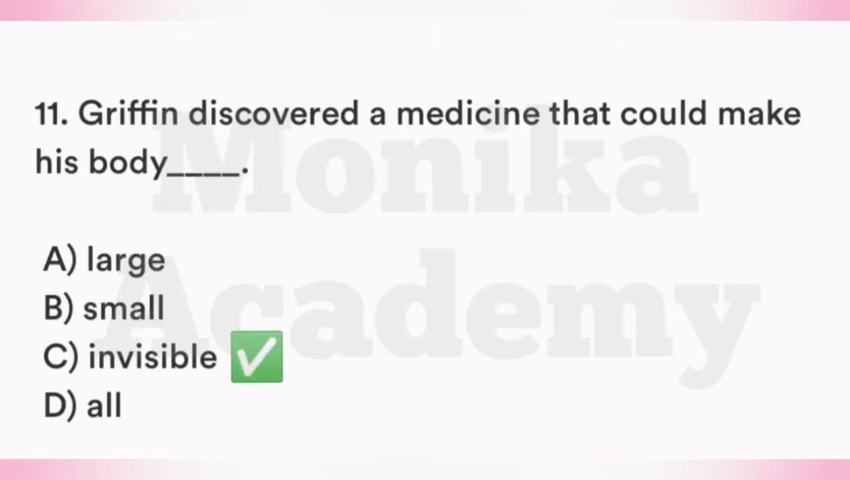 11. Griffin discovered a medicine that could make
his body____.
A) large
B) small
C) invisible ✅
D) all
Monika
Academy